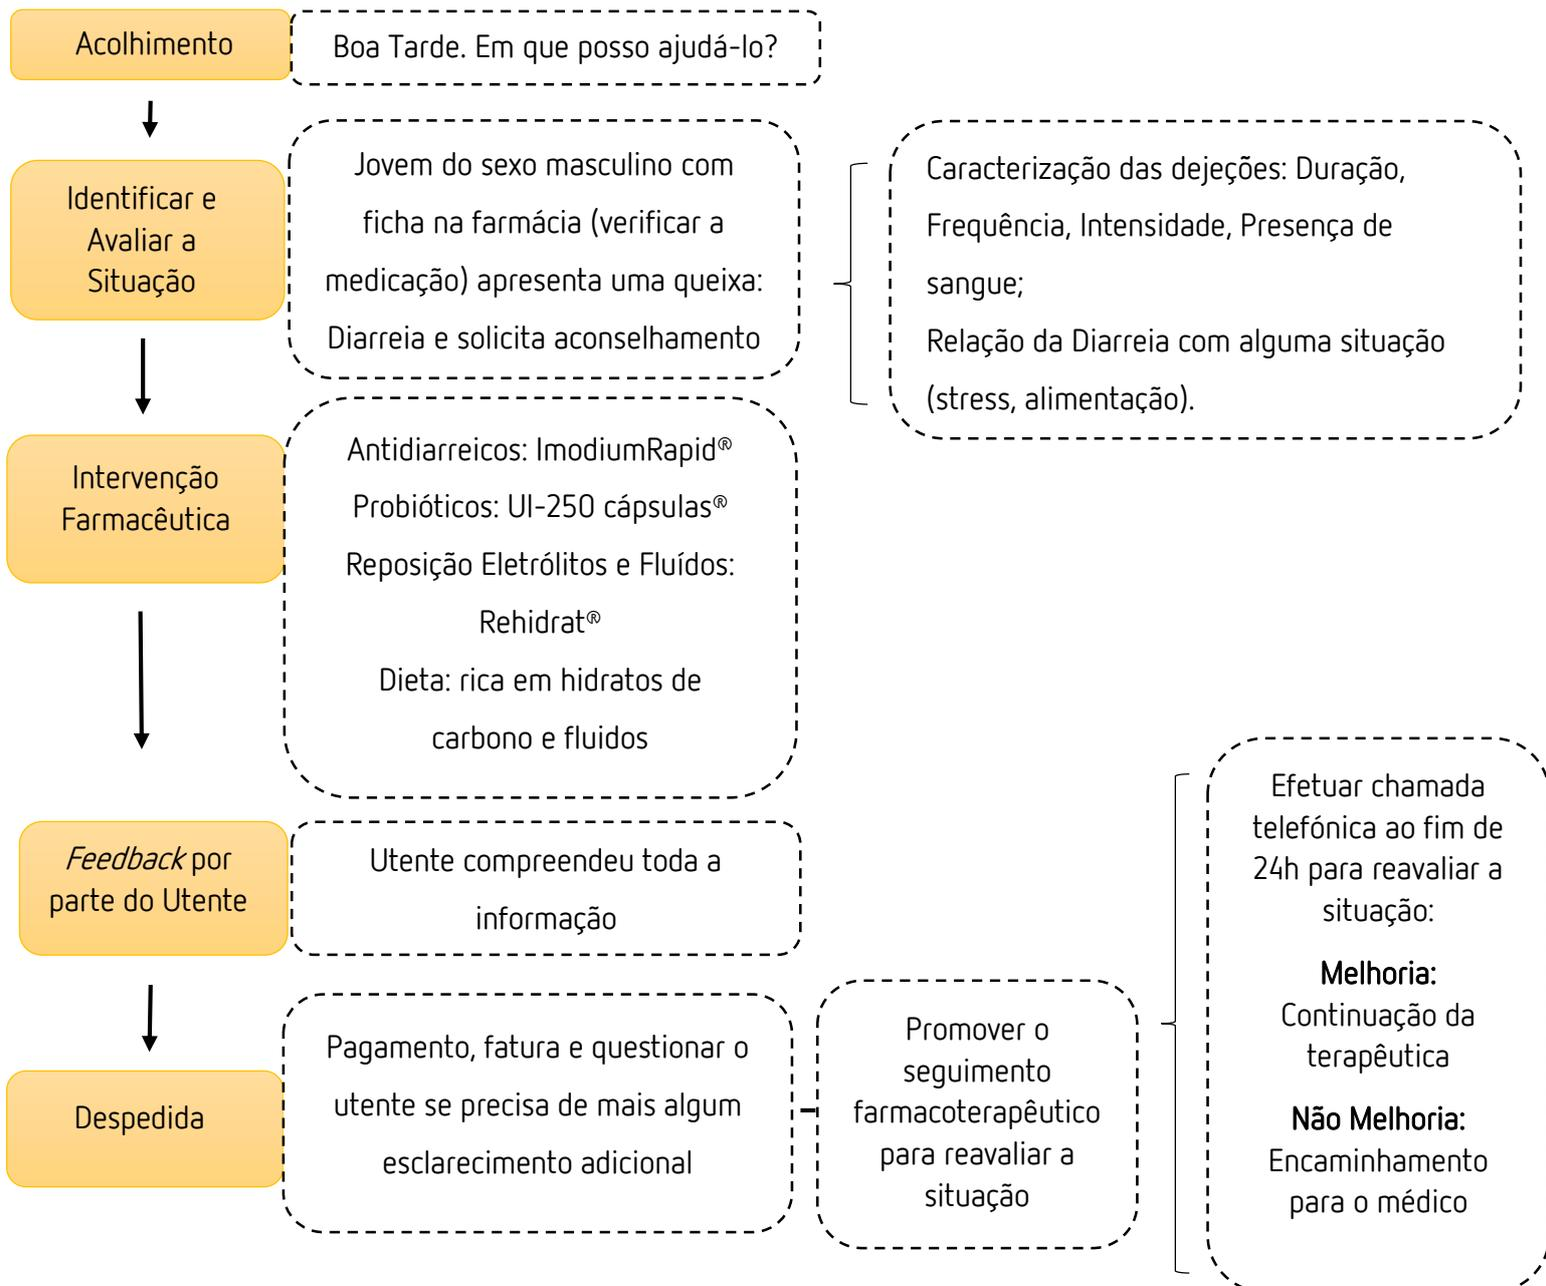 Acolhimento
Boa Tarde. Em que posso ajudá-lo?
Identificar e
Avaliar a
Situação
Jovem do sexo masculino com
ficha na farmácia (verificar a
medicação) apresenta uma queixa:
Diarreia e solicita aconselhamento
Caracterização das dejeções: Duração,
Frequência, Intensidade, Presença de
sangue;
Relação da Diarreia com alguma situação
(stress, alimentação).
Intervenção
Farmacêutica
Antidiarreicos: ImodiumRapid®
Probióticos: Ul-250 cápsulas®
Reposição Eletrólitos e Fluídos:
Rehidrat®
Dieta: rica em hidratos de
carbono e fluidos
Feedback por
parte do Utente
Utente compreendeu toda a
informação
Despedida
Pagamento, fatura e questionar o
utente se precisa de mais algum
esclarecimento adicional
Promover o
seguimento
farmacoterapêutico
para reavaliar a
situação
Efetuar chamada
telefónica ao fim de
24h para reavaliar a
situação:
Melhoria:
Continuação da
terapêutica
Não Melhoria:
Encaminhamento
para o médico